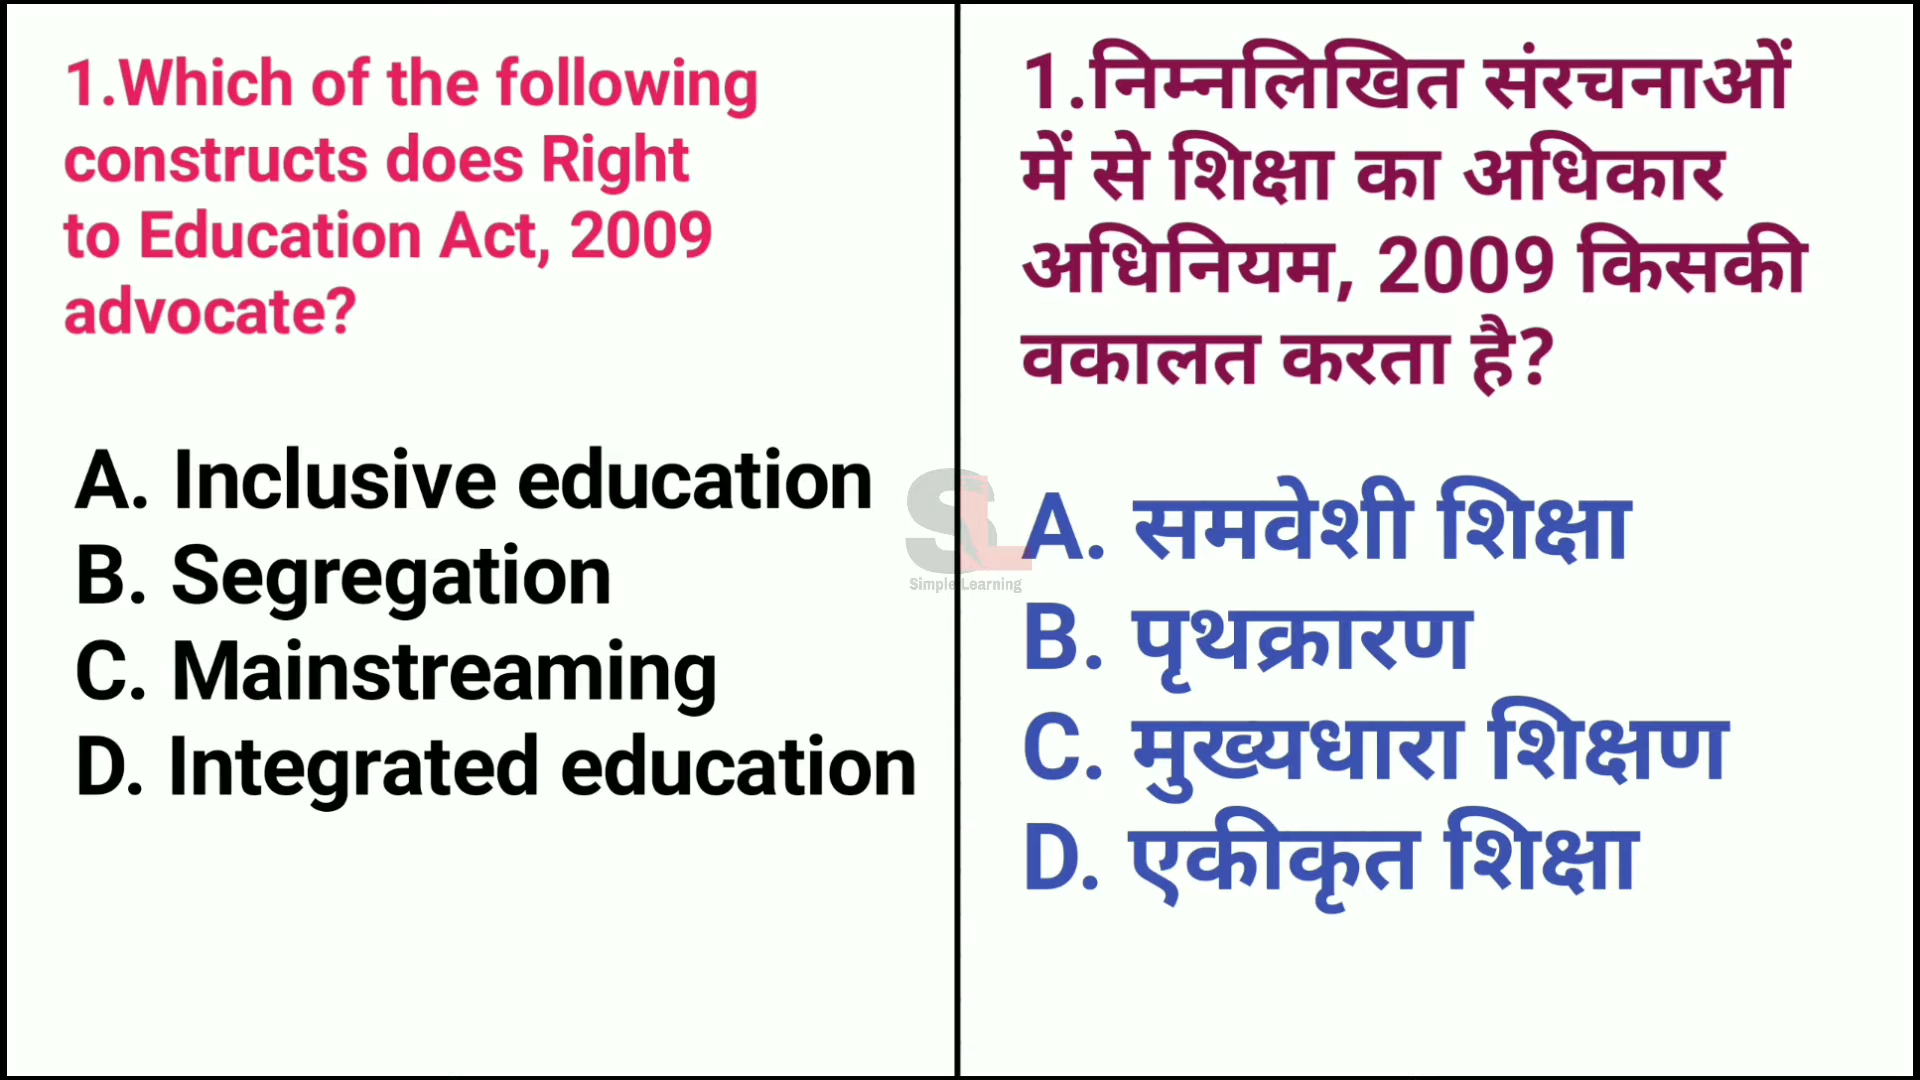 1.Which of the following
constructs does Right
to Education Act, 2009
advocate?
A. Inclusive education
B. Segregation
C. Mainstreaming
D. Integrated education
1.निम्नलिखित संरचनाओं
में से शिक्षा का अधिकार
अधिनियम, 2009 किसकी
वकालत करता है?
A. समवेशी शिक्षा
B. पृथक्रारण
C. मुख्यधारा शिक्षण
D. एकीकृत शिक्षा
SL
Simple Learning